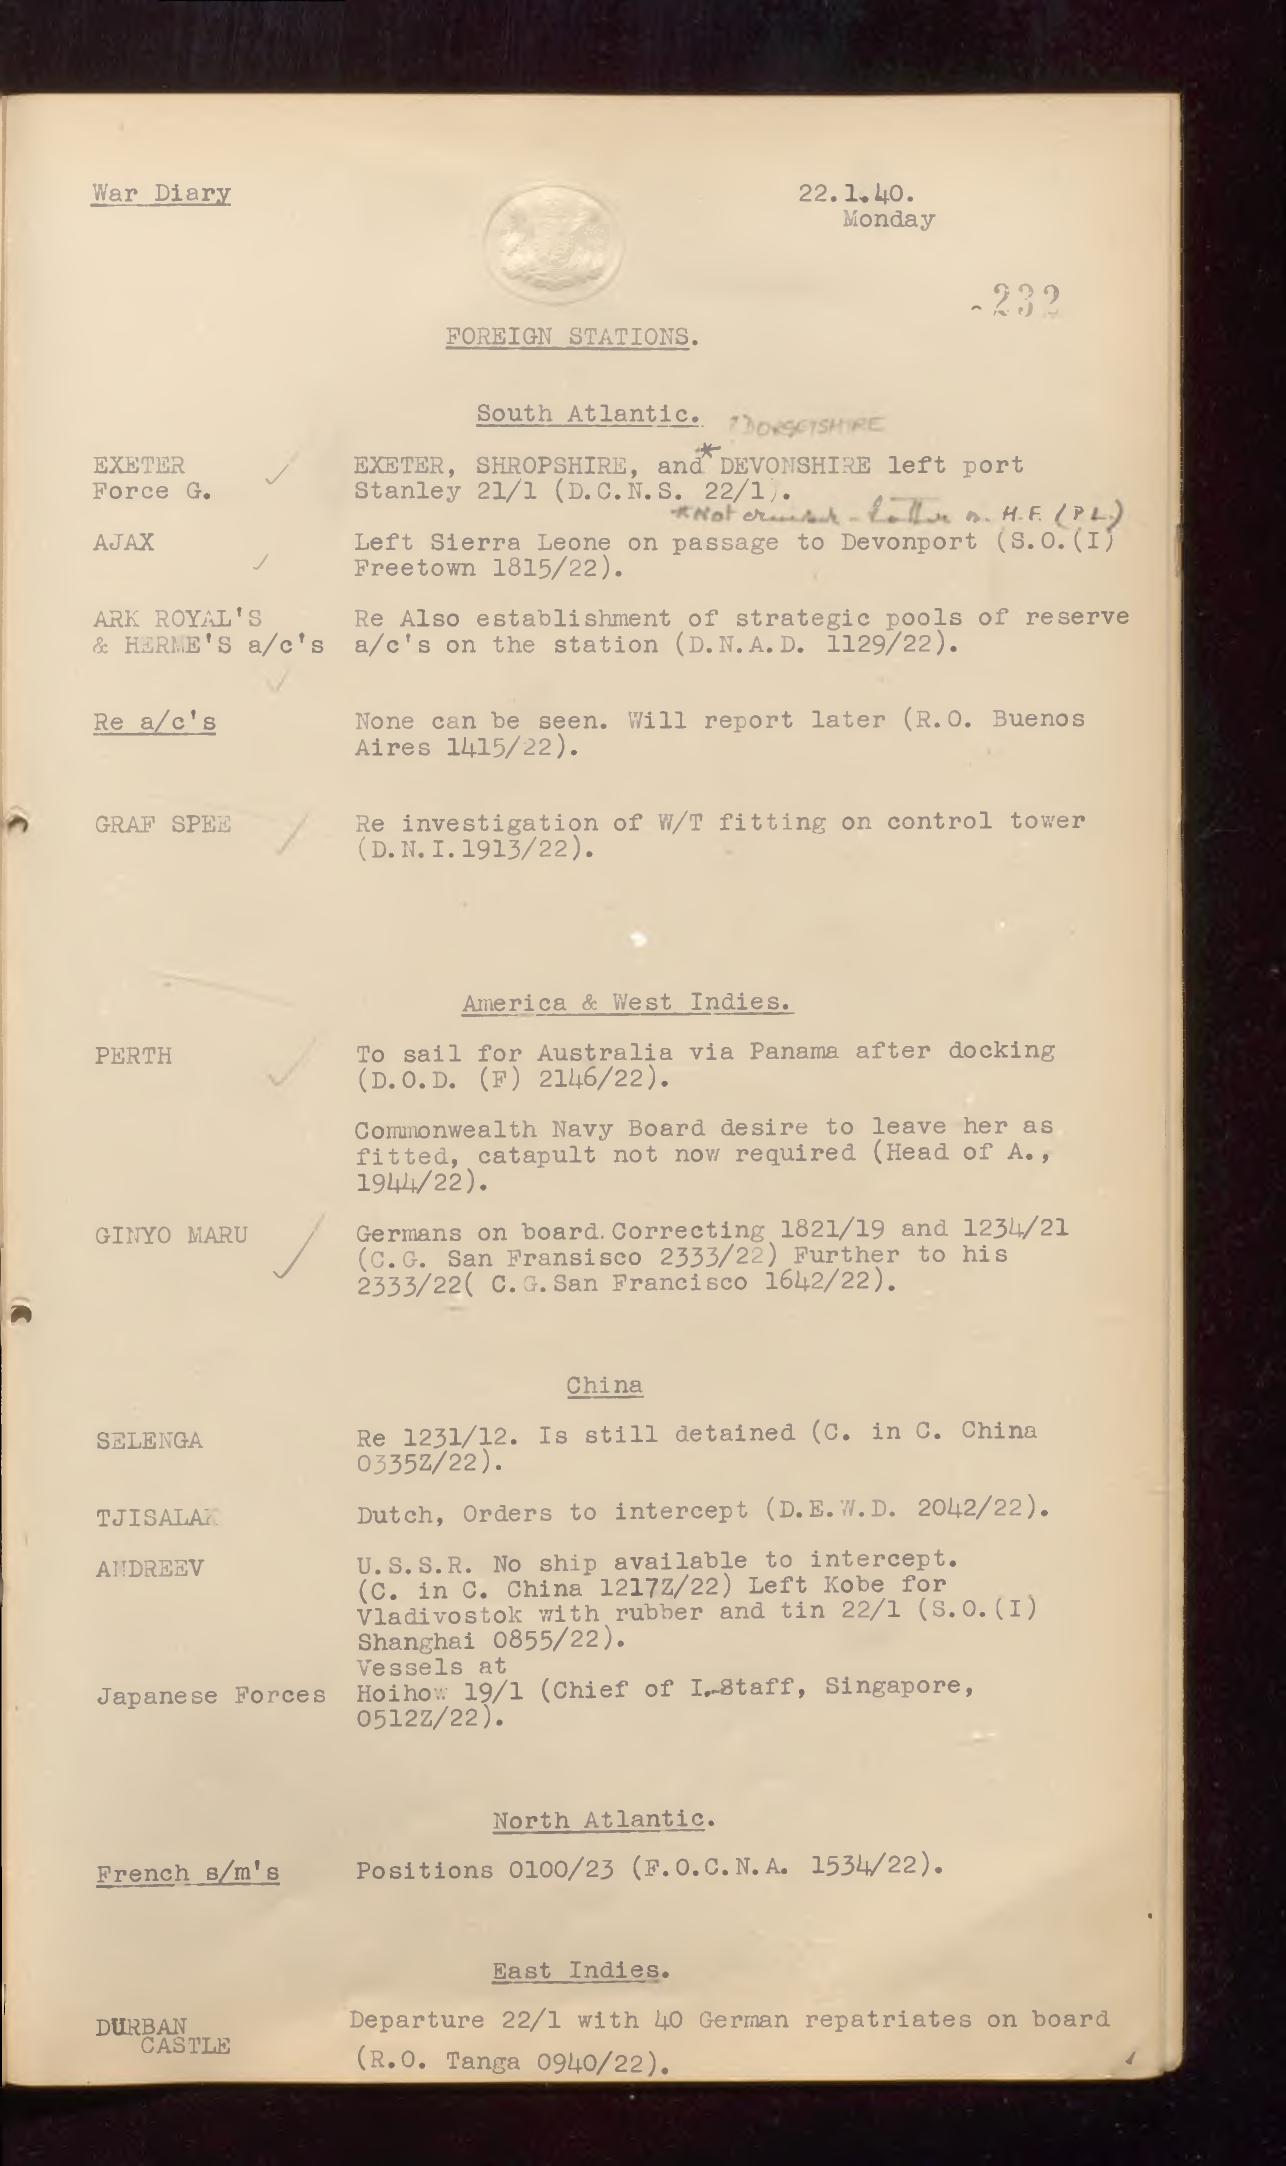 War Diary
22.1.40.
Monday
232
FOREIGN STATIONS.
South Atlantic.
? DORSETSHIRE
EXETER
Force G.
EXETER, SHROPSHIRE, and * DEVONSHIRE left port
Stanley 21/1 (D.C.N.S. 22/1).
* Not H.F. (P.L.)
AJAX
Left Sierra Leone on passage to Devonport (S.O.(I)
Freetown 1815/22).
ARK ROYAL'S
& HERME'S a/c's
Re Also establishment of strategic pools of reserve
a/c's on the station (D.N.A.D. 1129/22).
Re a/c's
None can be seen. Will report later (R.O. Buenos
Aires 1415/22).
GRAF SPEE
Re investigation of W/T fitting on control tower
(D.N.I.1913/22).
America & West Indies.
PERTH
To sail for Australia via Panama after docking
(D.O.D. (F) 2146/22).
Commonwealth Navy Board desire to leave her as
fitted, catapult not now required (Head of A.,
1944/22).
GINYO MARU
Germans on board.Correcting 1821/19 and 1234/21
(C.G. San Fransisco 2333/22) Further to his
2333/22( C.G.San Francisco 1642/22).
China
SELENGA
Re 1231/12. Is still detained (C. in C. China
0335Z/22).
TJISALAK
Dutch, Orders to intercept (D.E.W.D. 2042/22).
ANDREEV
U.S.S.R. No ship available to intercept.
(C. in C. China 1217Z/22) Left Kobe for
Vladivostok with rubber and tin 22/1 (S.O.(I)
Shanghai 0855/22).
Vessels at
Japanese Forces
Hoihow 19/1 (Chief of I. Staff, Singapore,
0512Z/22).
North Atlantic.
French s/m's
Positions 0100/23 (F.O.C.N.A. 1534/22).
East Indies.
DURBAN
CASTLE
Departure 22/1 with 40 German repatriates on board
(R.O. Tanga 0940/22).